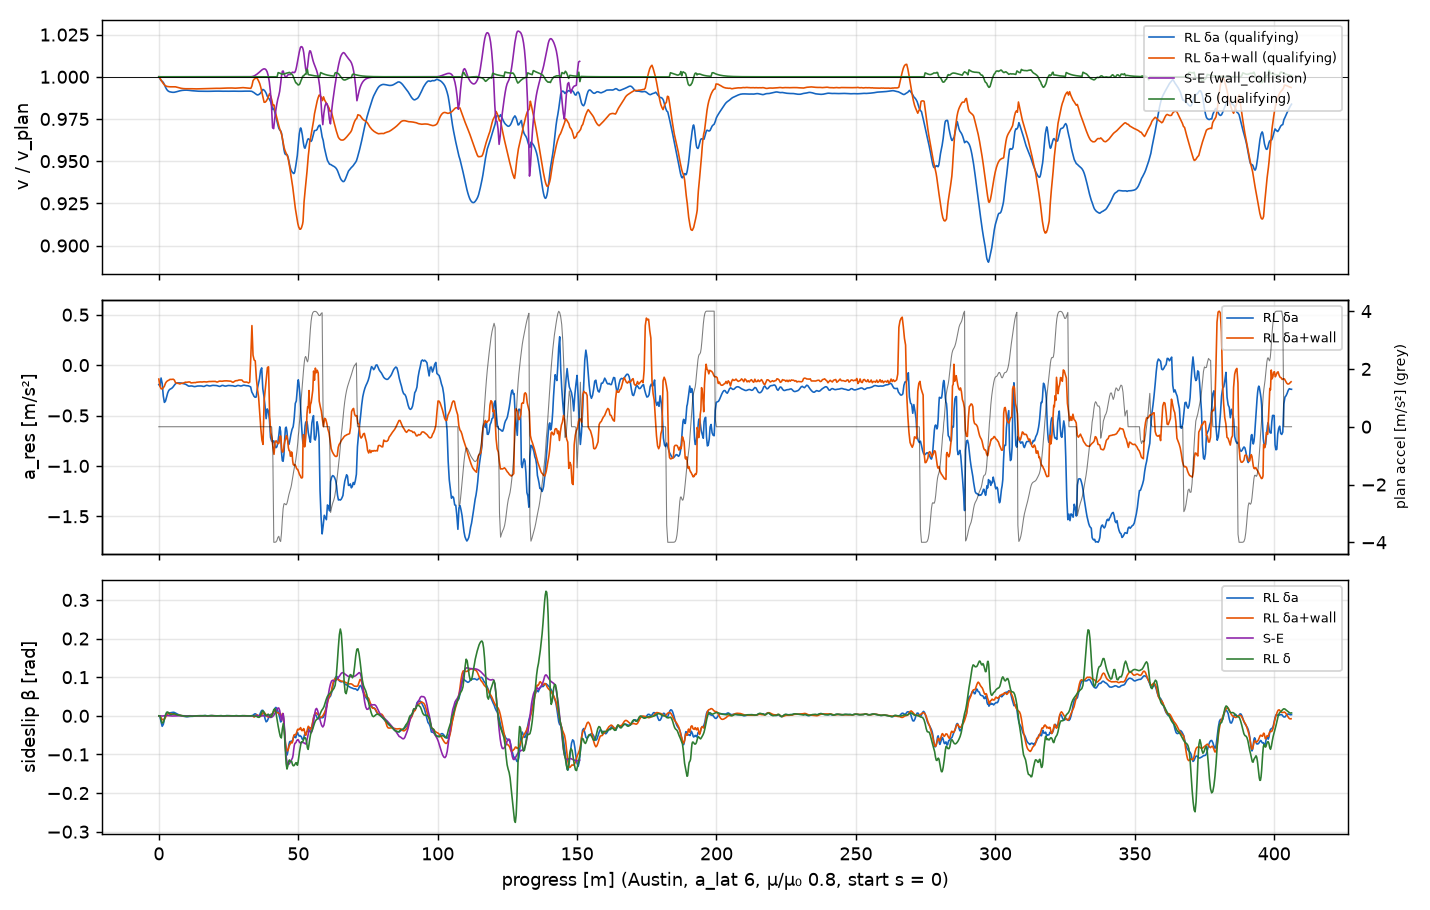 1.025
1.000
0.975
0.950
0.925
0.900
v / v_plan
RL δa (qualifying)
RL δa+wall (qualifying)
S-E (wall_collision)
RL δ (qualifying)
0.5
0.0
−0.5
−1.0
−1.5
a_res [m/s²]
RL δa
RL δa+wall
4
2
0
−2
−4
plan accel [m/s²] (grey)
0.3
0.2
0.1
0.0
−0.1
−0.2
−0.3
sideslip β [rad]
RL δa
RL δa+wall
S-E
RL δ
0 50 100 150 200 250 300 350 400
progress [m] (Austin, a_lat 6, μ/μ₀ 0.8, start s = 0)